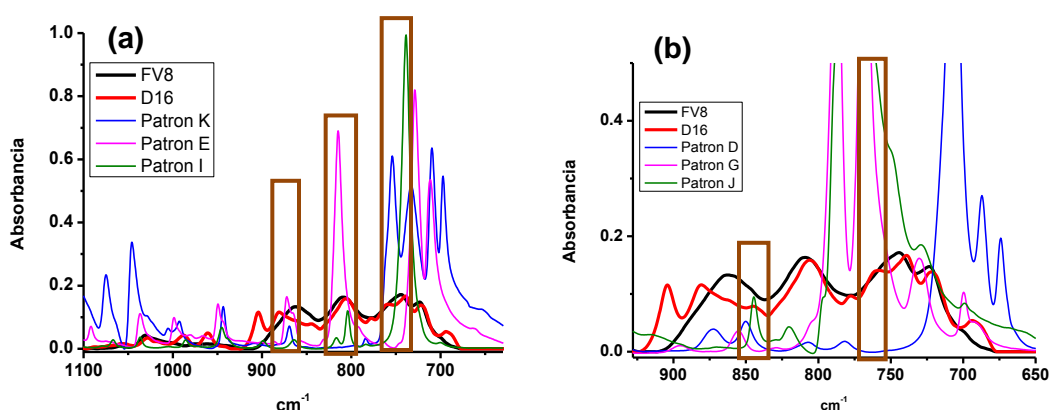 (a)
FV8
D16
Patron K
Patron E
Patron I
Absorbancia
1.0
0.8
0.6
0.4
0.2
0.0
1100 1000 900 800 700
cm-1
(b)
FV8
D16
Patron D
Patron G
Patron J
Absorbancia
0.4
0.2
0.0
900 850 800 750 700 650
cm-1